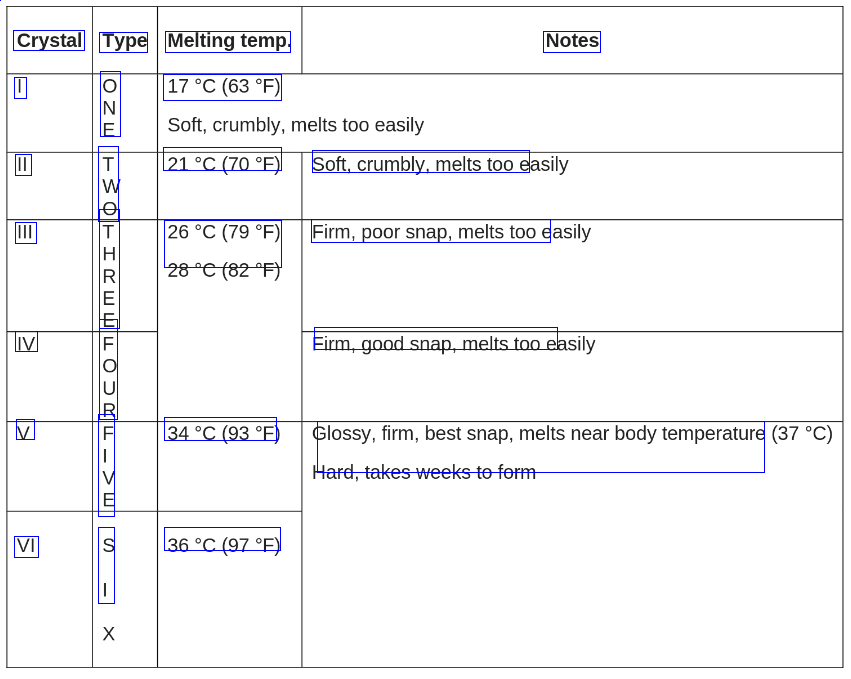 Crystal Type Melting temp. Notes
I ONE 17 °C (63 °F)
Soft, crumbly, melts too easily
II TWO 21 °C (70 °F) Soft, crumbly, melts too easily
III THREE 26 °C (79 °F) Firm, poor snap, melts too easily
28 °C (82 °F)
IV FOUR Firm, good snap, melts too easily
V FIVE 34 °C (93 °F) Glossy, firm, best snap, melts near body temperature (37 °C)
Hard, takes weeks to form
VI SIX 36 °C (97 °F)